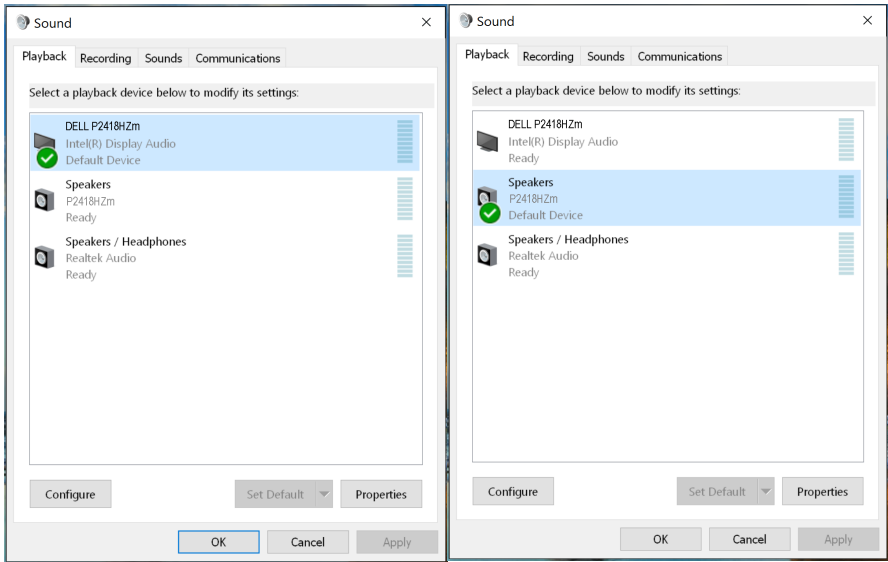 Sound
Playback Recording Sounds Communications
Select a playback device below to modify its settings:
DELL P2418HZm
Intel(R) Display Audio
Default Device
Speakers
P2418HZm
Ready
Speakers / Headphones
Realtek Audio
Ready
Configure Set Default Properties
OK Cancel Apply
Sound
Playback Recording Sounds Communications
Select a playback device below to modify its settings:
DELL P2418HZm
Intel(R) Display Audio
Ready
Speakers
P2418HZm
Default Device
Speakers / Headphones
Realtek Audio
Ready
Configure Set Default Properties
OK Cancel Apply